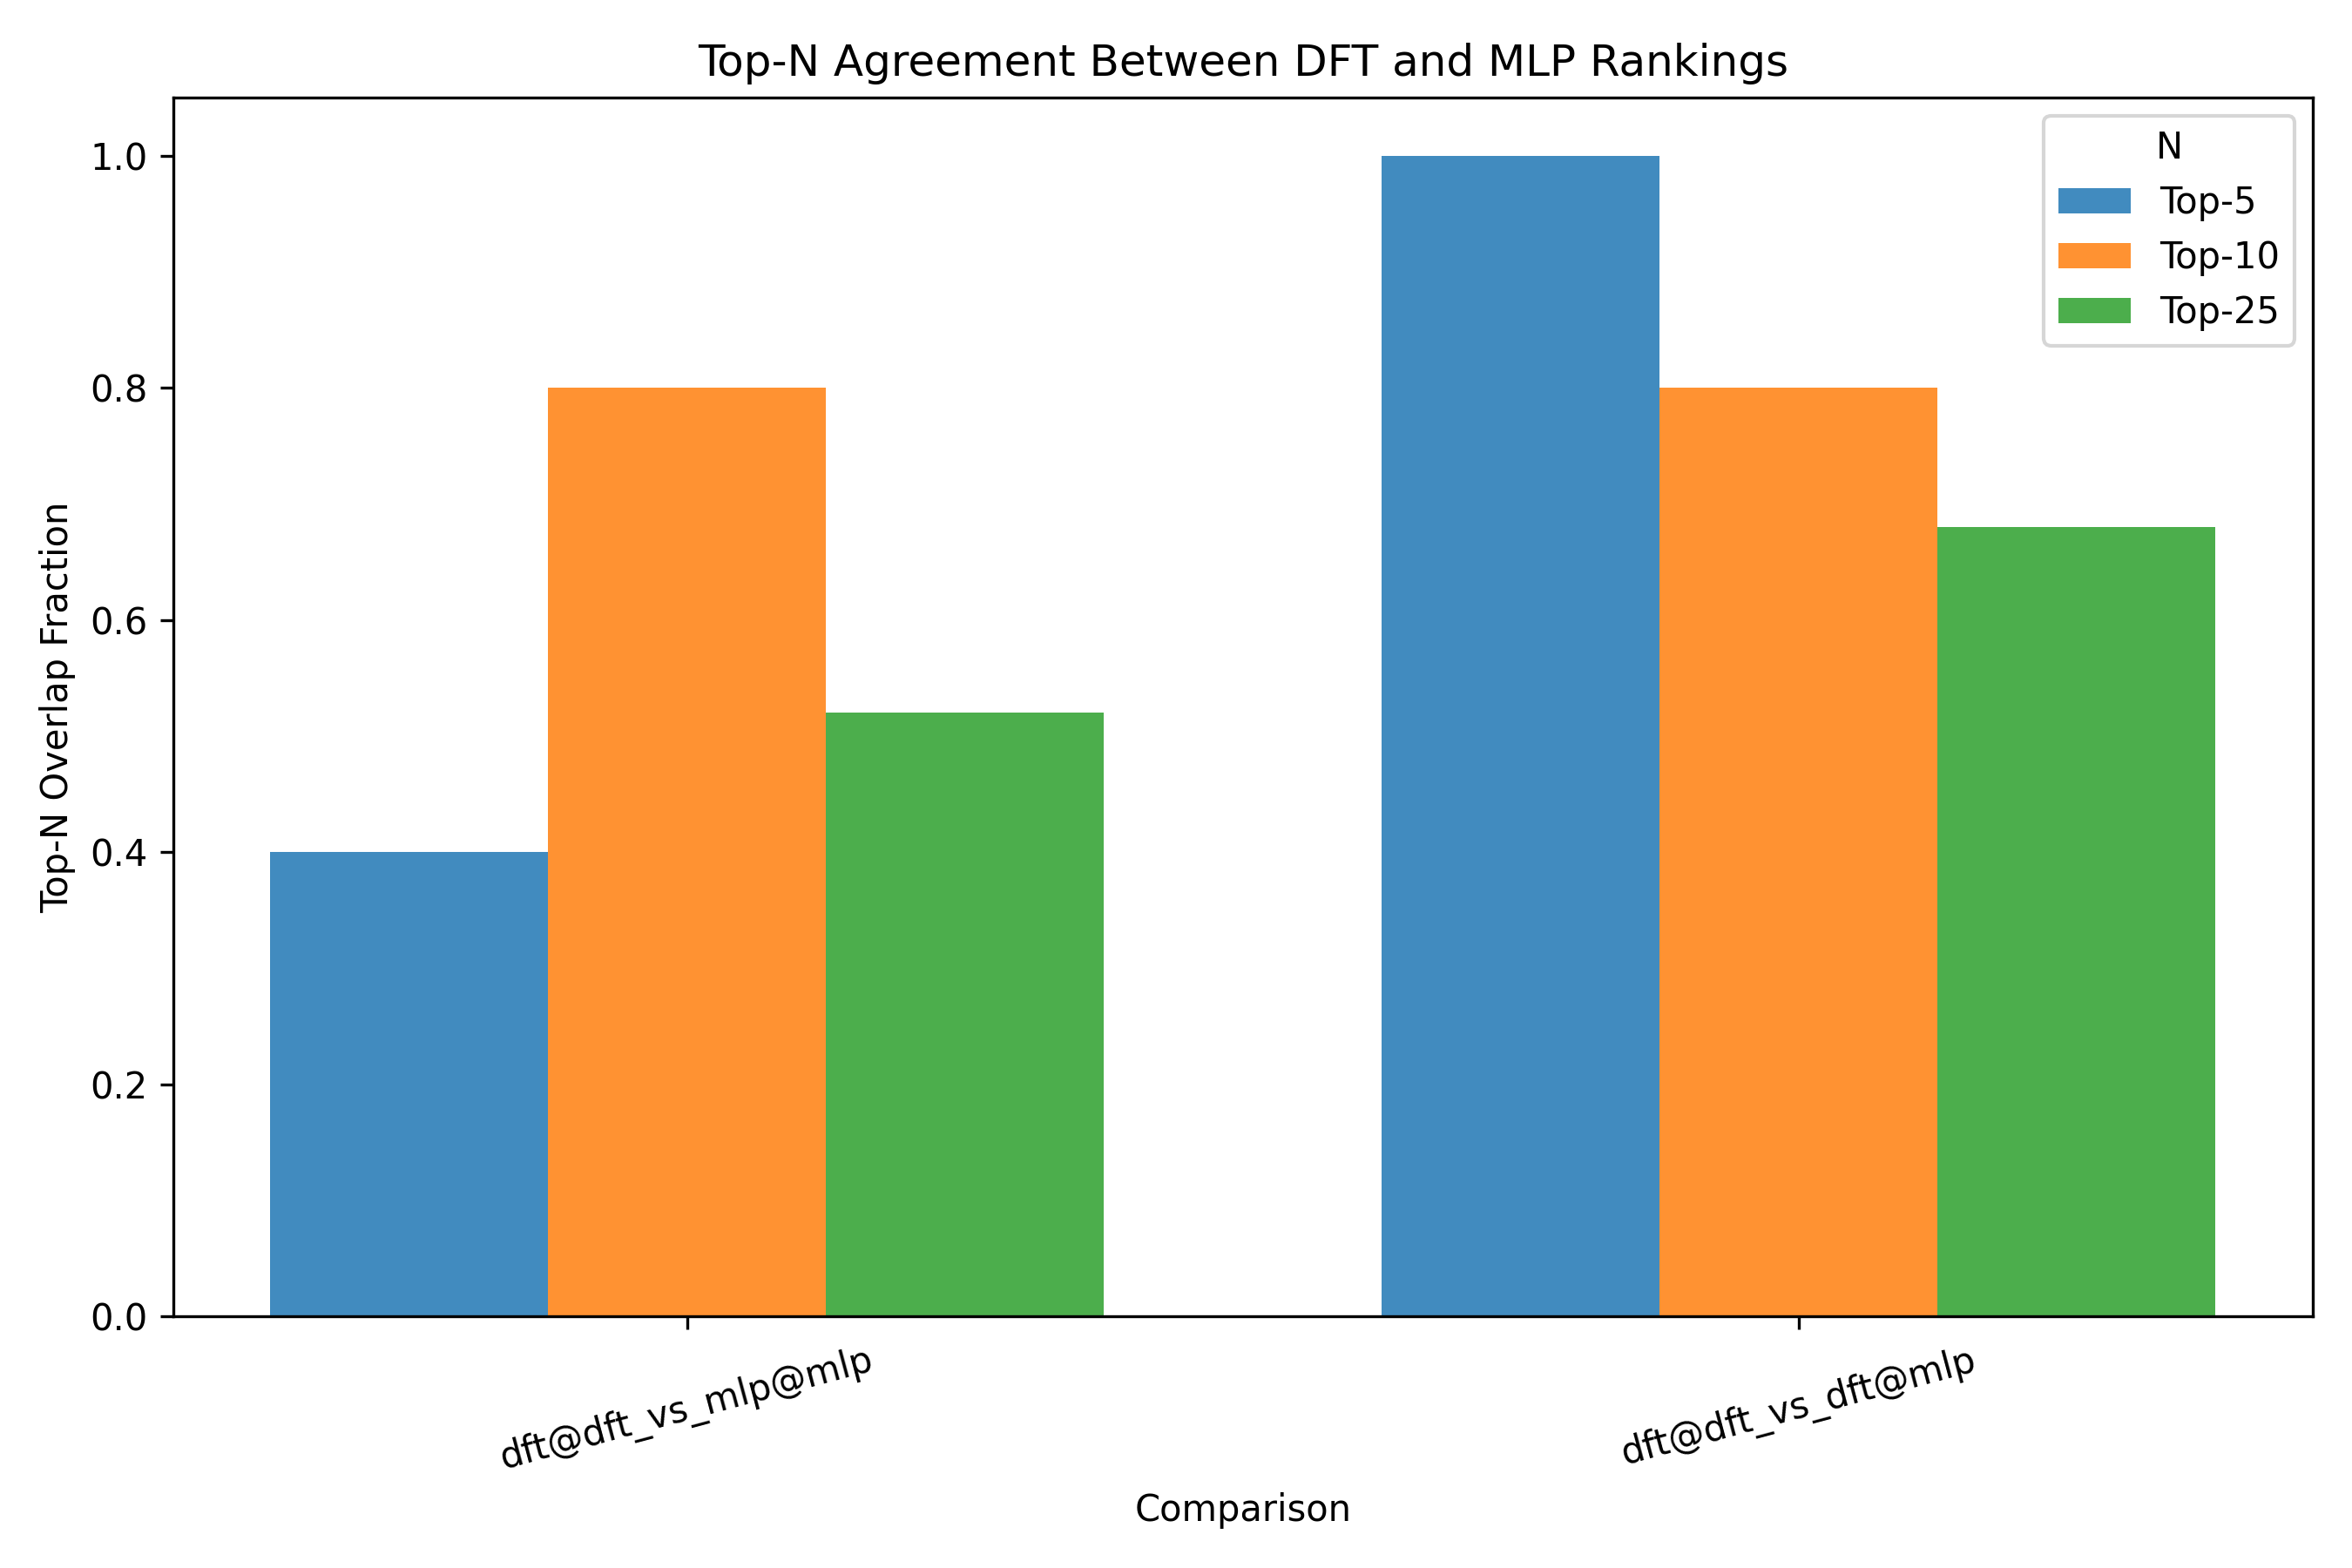 Top-N Agreement Between DFT and MLP Rankings
N
Top-5
Top-10
Top-25
Top-N Overlap Fraction
1.0
0.8
0.6
0.4
0.2
0.0
dft@dft_vs_mlp@mlp
dft@dft_vs_dft@mlp
Comparison